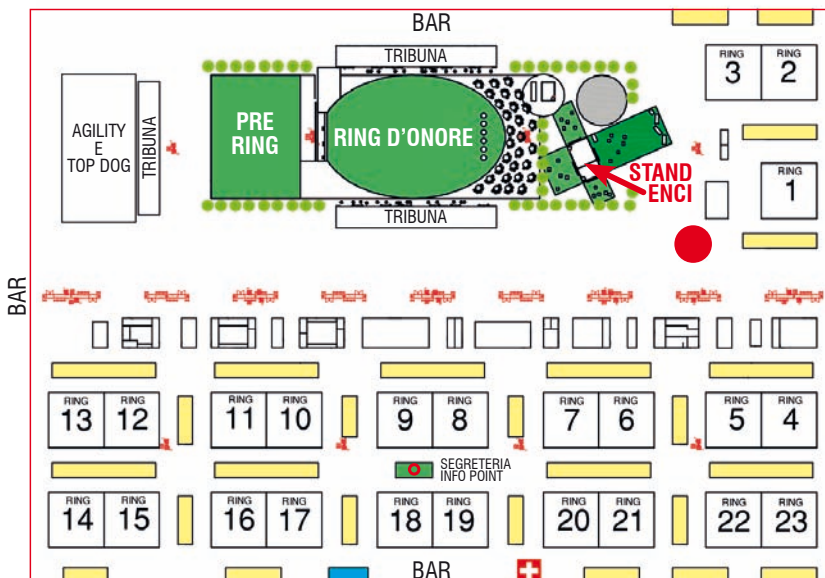 BAR
TRIBUNA
RING
3
RING
2
AGILITY
E
TOP DOG
TRIBUNA
PRE
RING
RING D'ONORE
STAND
ENCI
RING
1
TRIBUNA
BAR
RING
13
RING
12
RING
11
RING
10
RING
9
RING
8
RING
7
RING
6
RING
5
RING
4
SEGRETERIA
INFO POINT
RING
14
RING
15
RING
16
RING
17
RING
18
RING
19
RING
20
RING
21
RING
22
RING
23
BAR